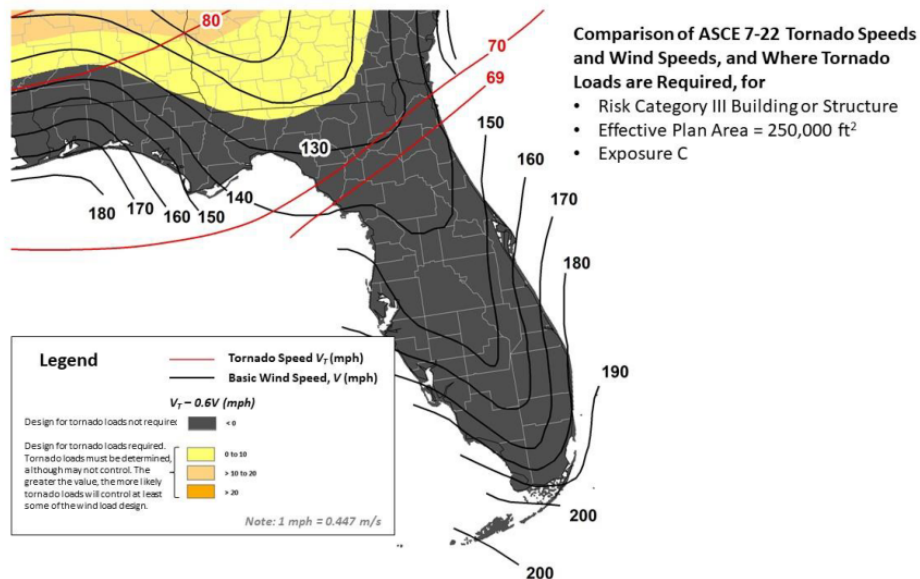 80
70
69
150
130
160
140
170
180
170
160
150
180
190
200
200
Comparison of ASCE 7-22 Tornado Speeds
and Wind Speeds, and Where Tornado
Loads are Required, for
• Risk Category III Building or Structure
• Effective Plan Area = 250,000 ft²
• Exposure C
Legend
Tornado Speed V_T (mph)
Basic Wind Speed, V (mph)
V_T – 0.6V (mph)
Design for tornado loads not require
< 0
Design for tornado loads required.
Tornado loads must be determined,
although may not control. The
greater the value, the more likely
tornado loads will control at least
some of the wind load design.
0 to 10
> 10 to 20
> 20
Note: 1 mph = 0.447 m/s